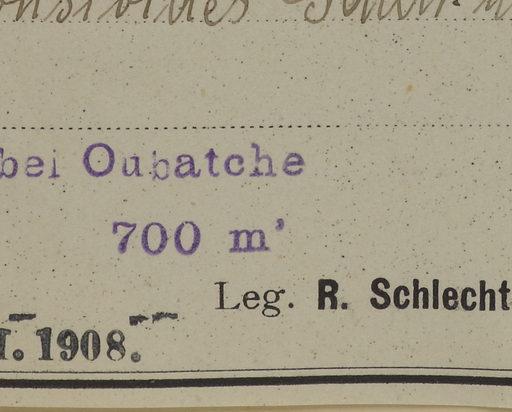 bei Oubatche
700 m'
Leg. R. Schlecht
I. 1908.